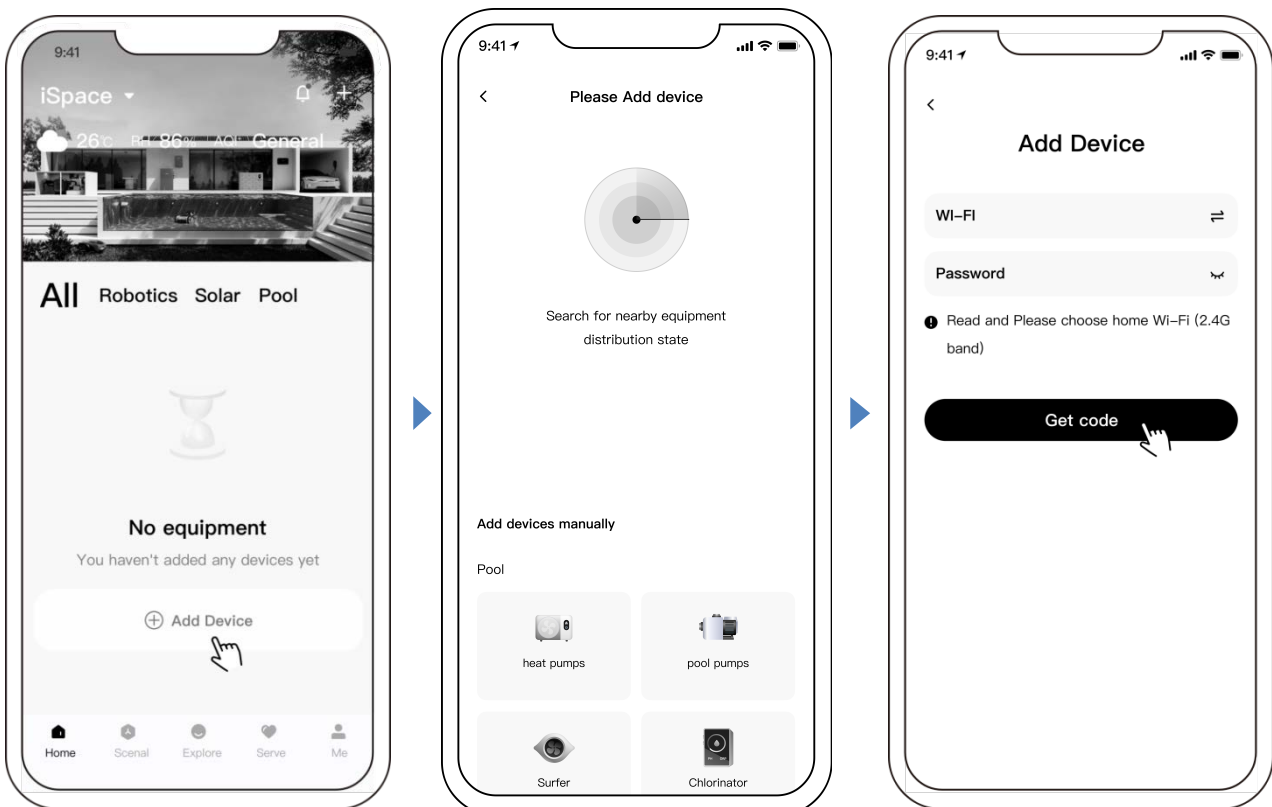 9:41
iSpace
26°C RH 86% AQI General
All Robotics Solar Pool
No equipment
You haven't added any devices yet
Add Device
Home Scenal Explore Serve Me
9:41
Please Add device
Search for nearby equipment
distribution state
Add devices manually
Pool
heat pumps pool pumps
Surfer Chlorinator
9:41
Add Device
WI-FI
Password
Read and Please choose home Wi-Fi (2.4G
band)
Get code